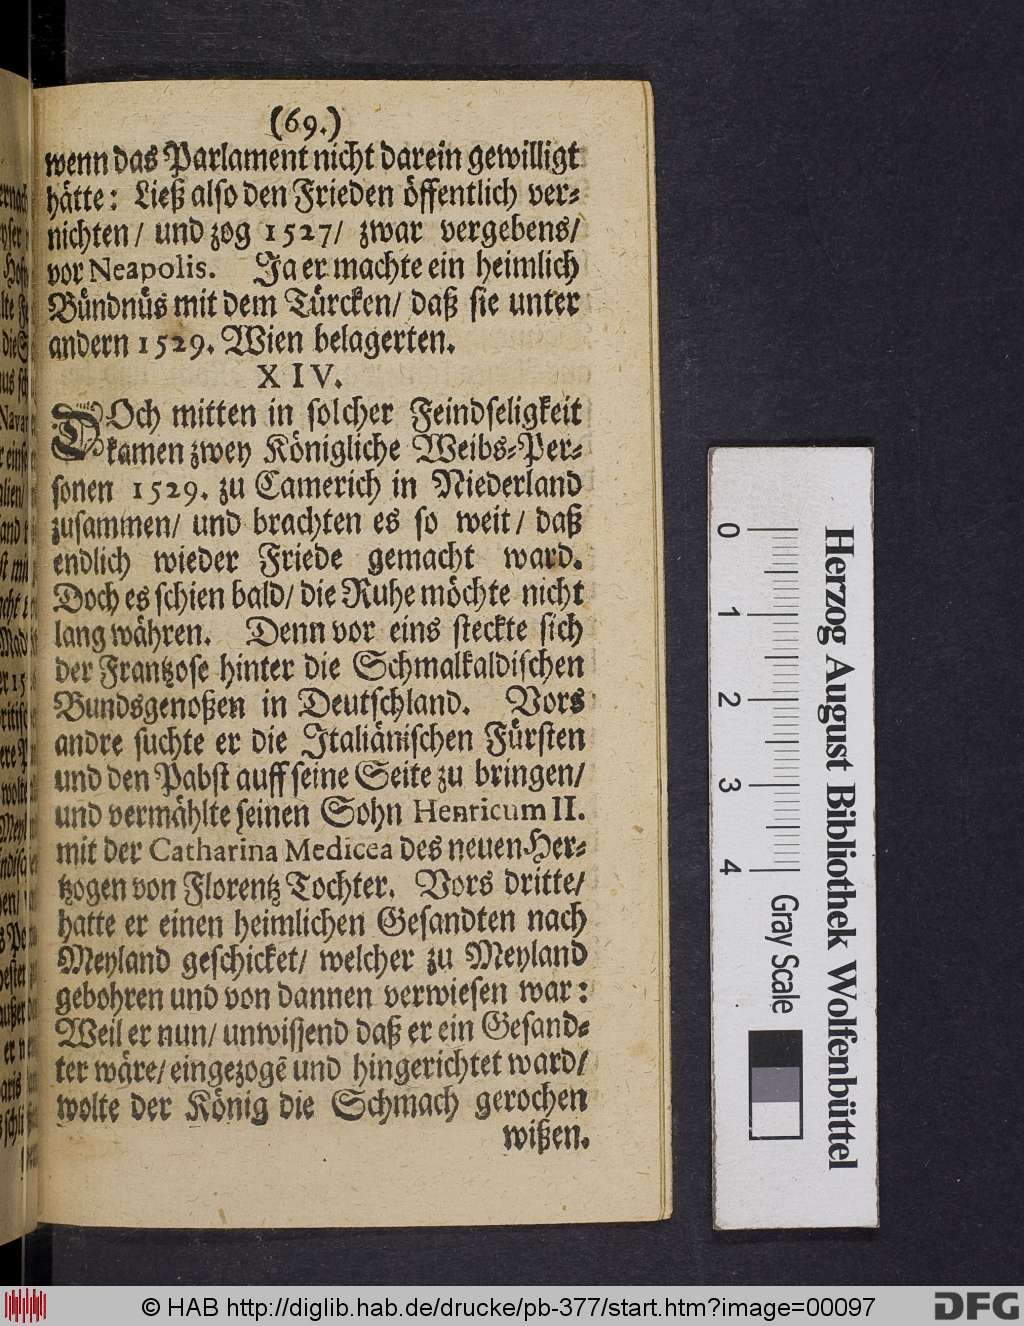 (69.)
wenn das Parlament nicht darein gewilligt
hätte: Ließ also den Frieden öffentlich ver-
nichten/ und zog 1527/ zwar vergebens/
vor Neapolis. Ja er machte ein heimlich
Bündnüs mit dem Türcken/ daß sie unter
andern 1529. Wien belagerten.
XIV.
DOch mitten in solcher Feindseligkeit
kamen zwey Königliche Weibs-Per-
sonen 1529. zu Camerich in Niederland
zusammen/ und brachten es so weit/ daß
endlich wieder Friede gemacht ward.
Doch es schien bald/ die Ruhe möchte nicht
lang währen. Denn vor eins steckte sich
der Frantzose hinter die Schmalkaldischen
Bundsgenoßen in Deutschland. Vors
andre suchte er die Italiänischen Fürsten
und den Pabst auff seine Seite zu bringen/
und vermählte seinen Sohn Henricum II.
mit der Catharina Medicea des neuen Her-
tzogen von Florentz Tochter. Vors dritte/
hatte er einen heimlichen Gesandten nach
Meyland geschicket/ welcher zu Meyland
gebohren und von dannen verwiesen war:
Weil er nun/ unwissend daß er ein Gesand-
ter wäre/ eingezogē und hingerichtet ward/
wolte der König die Schmach gerochen
wißen.
0 1 2 3 4
Gray Scale
Herzog August Bibliothek Wolfenbüttel
© HAB http://diglib.hab.de/drucke/pb-377/start.htm?image=00097
DFG